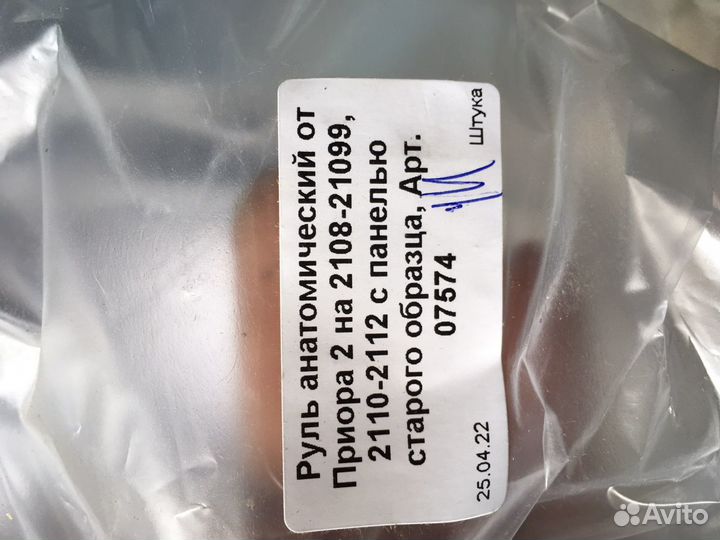 Руль анатомический от
Приора 2 на 2108-21099,
2110-2112 с панелью
старого образца, Арт.
07574
25.04.22
Штука
Avito